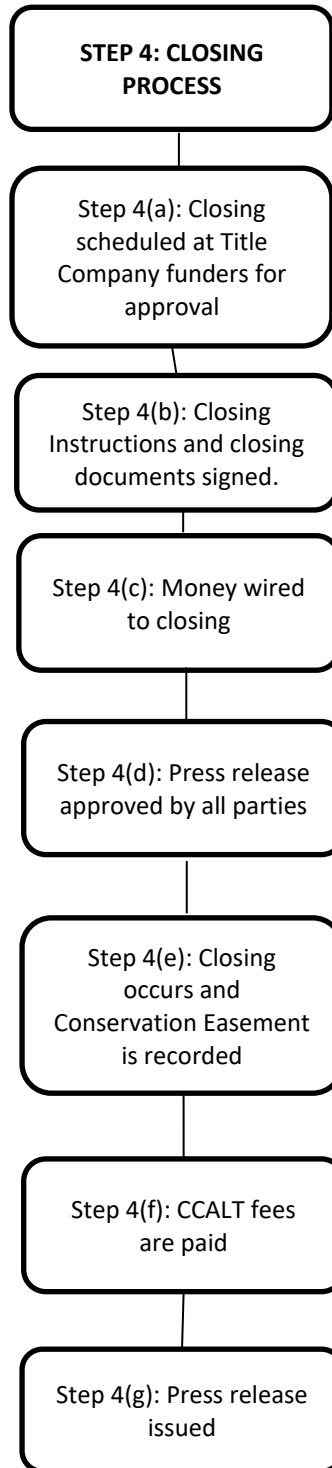 STEP 4: CLOSING
PROCESS
Step 4(a): Closing
scheduled at Title
Company funders for
approval
Step 4(b): Closing
Instructions and closing
documents signed.
Step 4(c): Money wired
to closing
Step 4(d): Press release
approved by all parties
Step 4(e): Closing
occurs and
Conservation Easement
is recorded
Step 4(f): CCALT fees
are paid
Step 4(g): Press release
issued